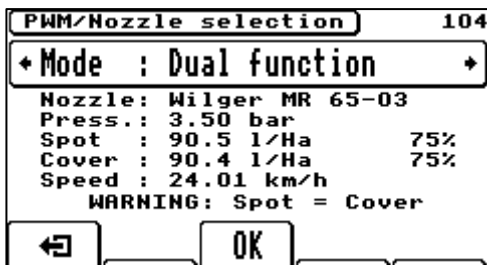 PWM/Nozzle selection 104
Mode : Dual function
Nozzle: Wilger MR 65-03
Press.: 3.50 bar
Spot : 90.5 l/Ha 75%
Cover : 90.4 l/Ha 75%
Speed : 24.01 km/h
WARNING: Spot = Cover
OK